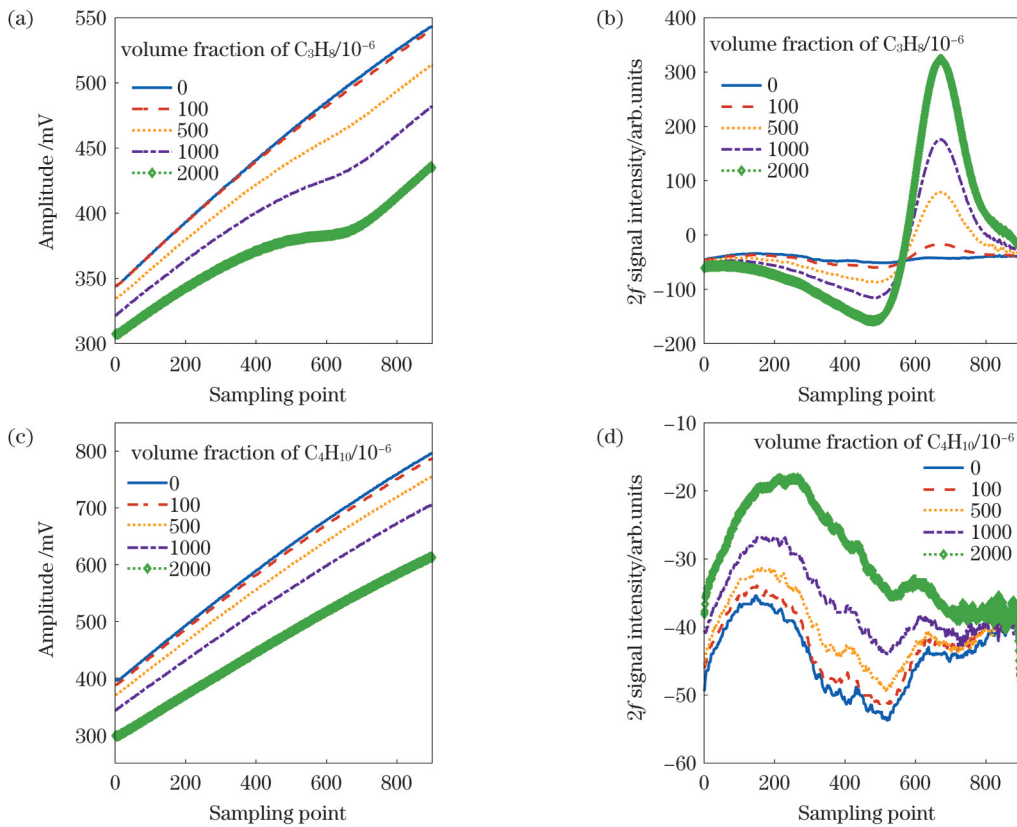 (a)
550
500
450
400
350
300
Amplitude /mV
volume fraction of C₃H₈/10⁻⁶
0
100
500
1000
2000
0 200 400 600 800
Sampling point
(b)
400
300
200
100
0
−100
−200
2f signal intensity/arb.units
volume fraction of C₃H₈/10⁻⁶
0
100
500
1000
2000
0 200 400 600 800
Sampling point
(c)
800
700
600
500
400
300
Amplitude /mV
volume fraction of C₄H₁₀/10⁻⁶
0
100
500
1000
2000
0 200 400 600 800
Sampling point
(d)
−10
−20
−30
−40
−50
−60
2f signal intensity/arb.units
volume fraction of C₄H₁₀/10⁻⁶
0
100
500
1000
2000
0 200 400 600 800
Sampling point